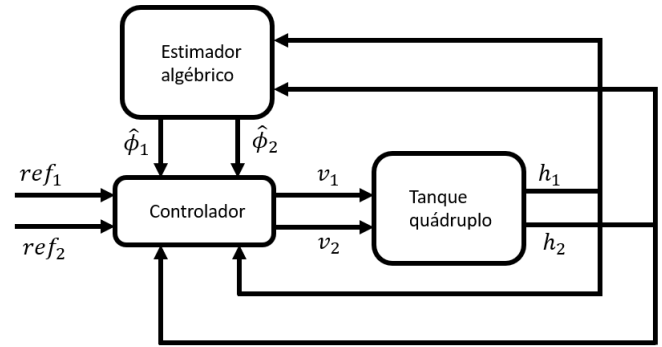 Estimador
algébrico
$\hat{\phi}_1$
$\hat{\phi}_2$
$ref_1$
$ref_2$
Controlador
$v_1$
$v_2$
Tanque
quádruplo
$h_1$
$h_2$